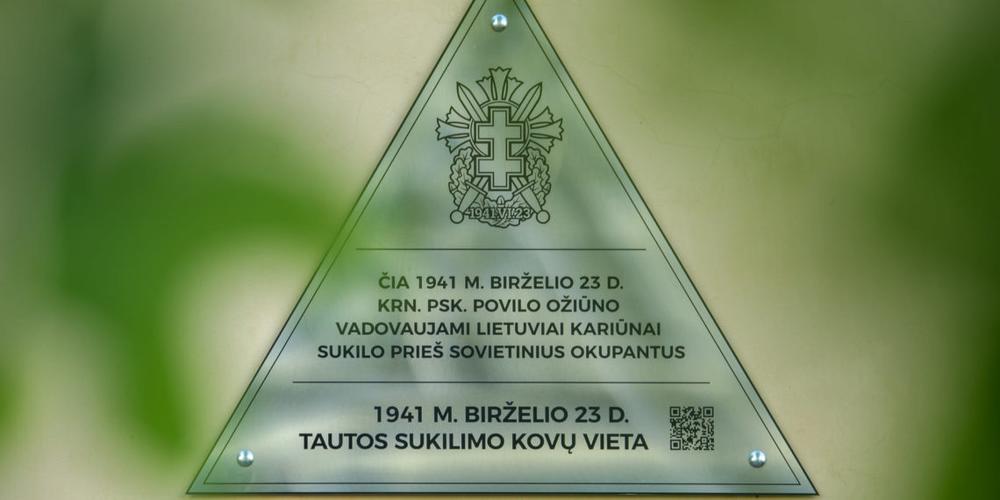 1941.VI.23
ČIA 1941 M. BIRŽELIO 23 D.
KRN. PSK. POVILO OŽIŪNO
VADOVAUJAMI LIETUVIAI KARIŪNAI
SUKILO PRIEŠ SOVIETINIUS OKUPANTUS
1941 M. BIRŽELIO 23 D.
TAUTOS SUKILIMO KOVŲ VIETA